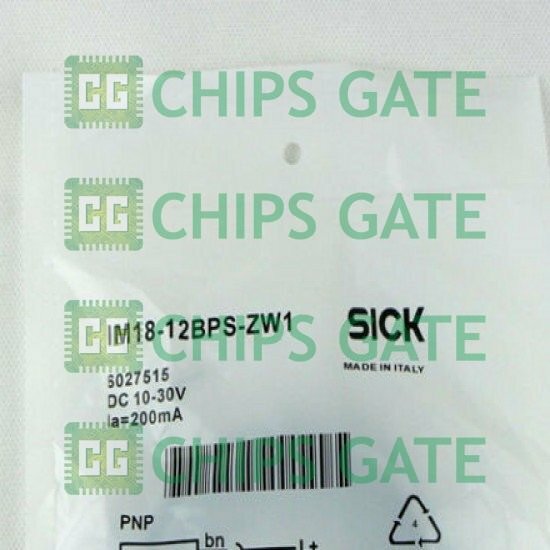 CG CHIPS GATE
CG CHIPS GATE
IM18-12BPS-ZW1
SICK
CG CHIPS GATE
MADE IN ITALY
6027515
DC 10-30V
Ia=200mA
CG CHIPS GATE
PNP
4
bn
L+